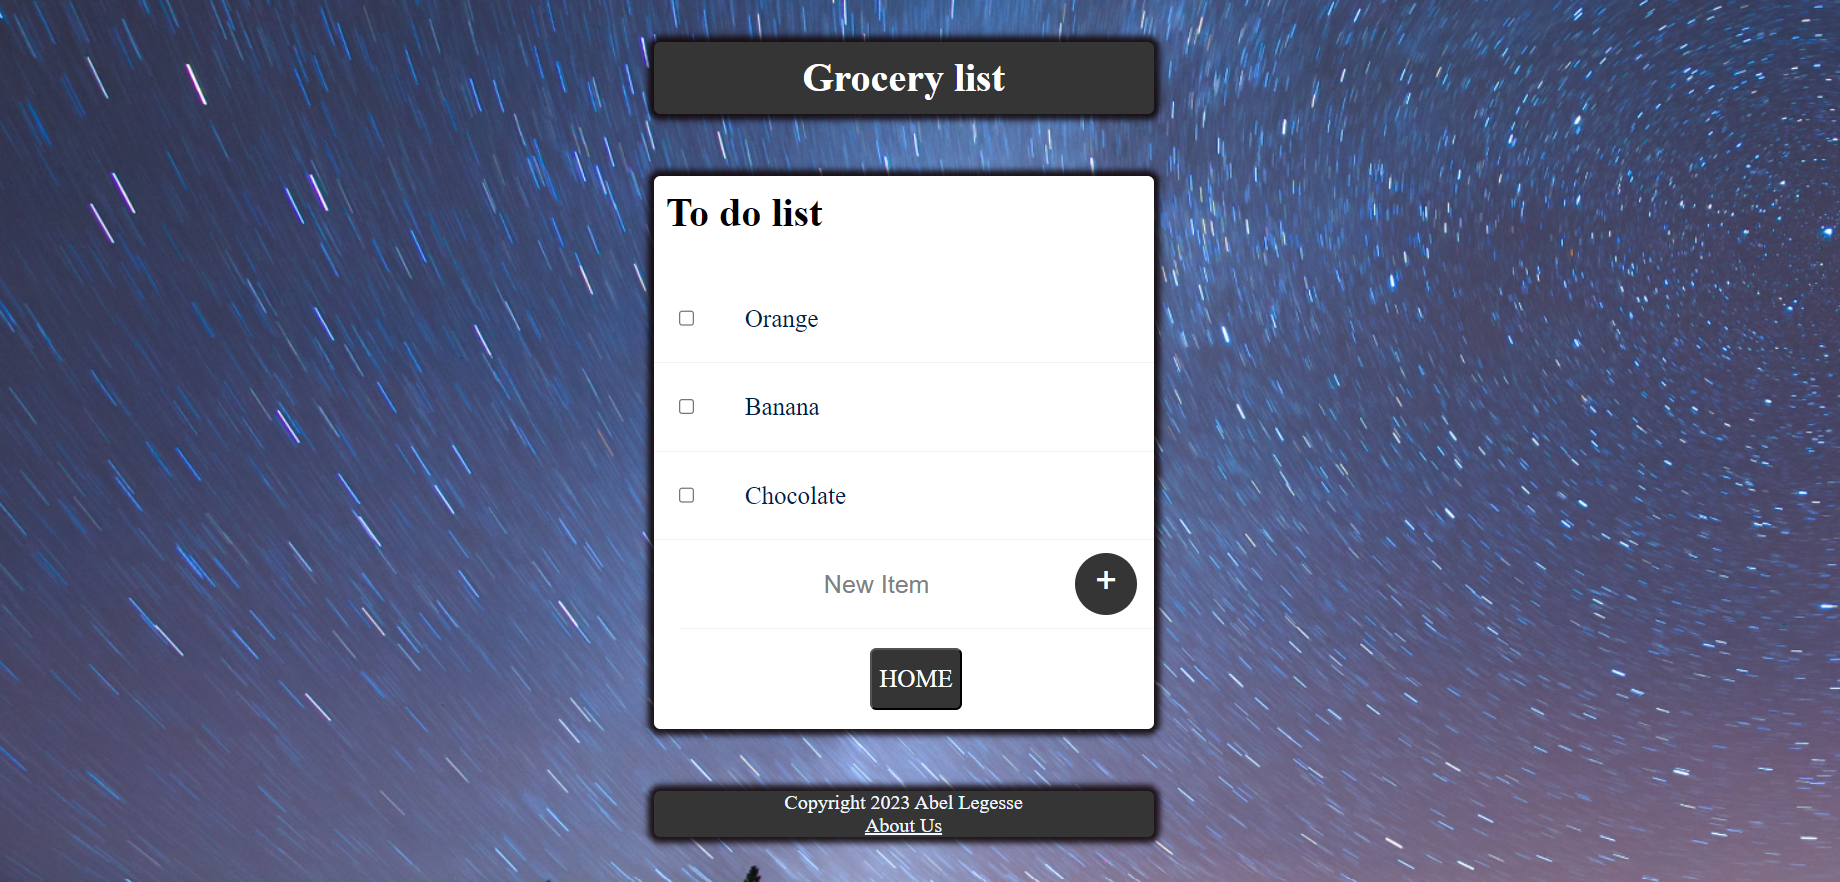 Grocery list
To do list
Orange
Banana
Chocolate
New Item
+
HOME
Copyright 2023 Abel Legesse
About Us